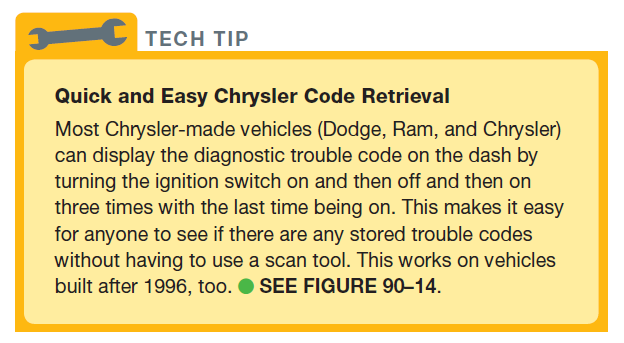 TECH TIP
Quick and Easy Chrysler Code Retrieval
Most Chrysler-made vehicles (Dodge, Ram, and Chrysler)
can display the diagnostic trouble code on the dash by
turning the ignition switch on and then off and then on
three times with the last time being on. This makes it easy
for anyone to see if there are any stored trouble codes
without having to use a scan tool. This works on vehicles
built after 1996, too. ● SEE FIGURE 90–14.